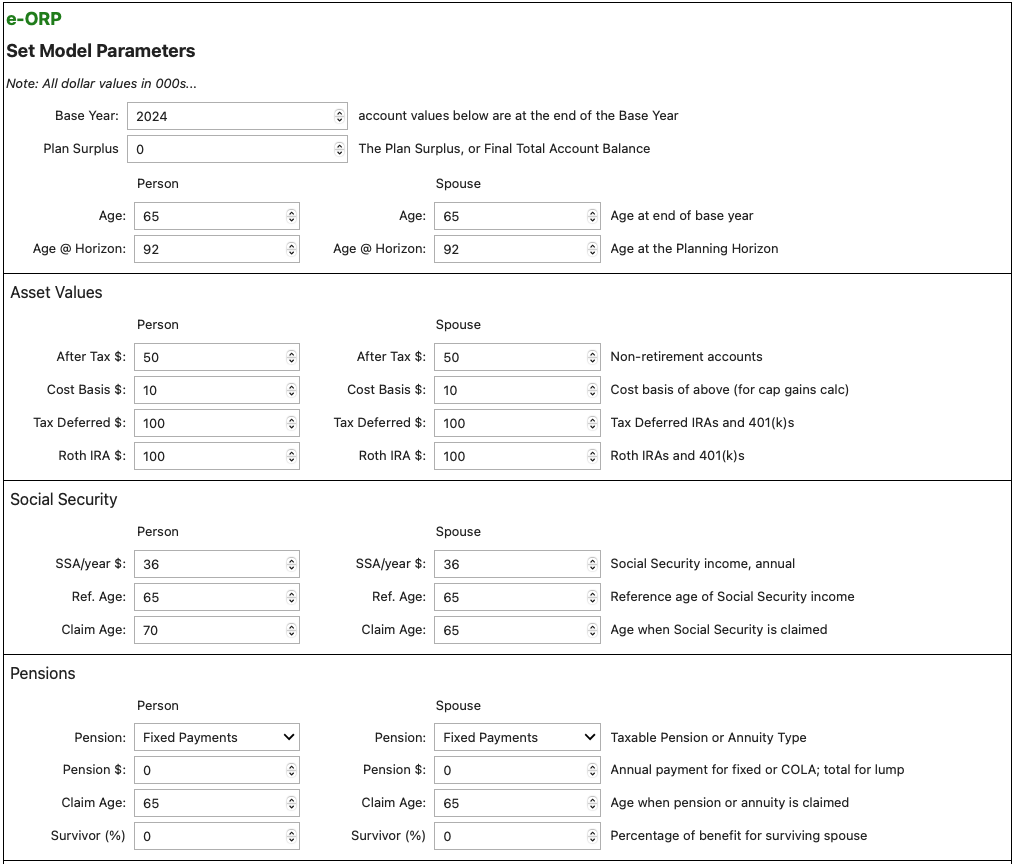 e-ORP
Set Model Parameters
Note: All dollar values in 000s...
Base Year: 2024 account values below are at the end of the Base Year
Plan Surplus 0 The Plan Surplus, or Final Total Account Balance
Person Spouse
Age: 65 Age: 65 Age at end of base year
Age @ Horizon: 92 Age @ Horizon: 92 Age at the Planning Horizon
Asset Values
Person Spouse
After Tax $: 50 After Tax $: 50 Non-retirement accounts
Cost Basis $: 10 Cost Basis $: 10 Cost basis of above (for cap gains calc)
Tax Deferred $: 100 Tax Deferred $: 100 Tax Deferred IRAs and 401(k)s
Roth IRA $: 100 Roth IRA $: 100 Roth IRAs and 401(k)s
Social Security
Person Spouse
SSA/year $: 36 SSA/year $: 36 Social Security income, annual
Ref. Age: 65 Ref. Age: 65 Reference age of Social Security income
Claim Age: 70 Claim Age: 65 Age when Social Security is claimed
Pensions
Person Spouse
Pension: Fixed Payments Pension: Fixed Payments Taxable Pension or Annuity Type
Pension $: 0 Pension $: 0 Annual payment for fixed or COLA; total for lump
Claim Age: 65 Claim Age: 65 Age when pension or annuity is claimed
Survivor (%) 0 Survivor (%) 0 Percentage of benefit for surviving spouse